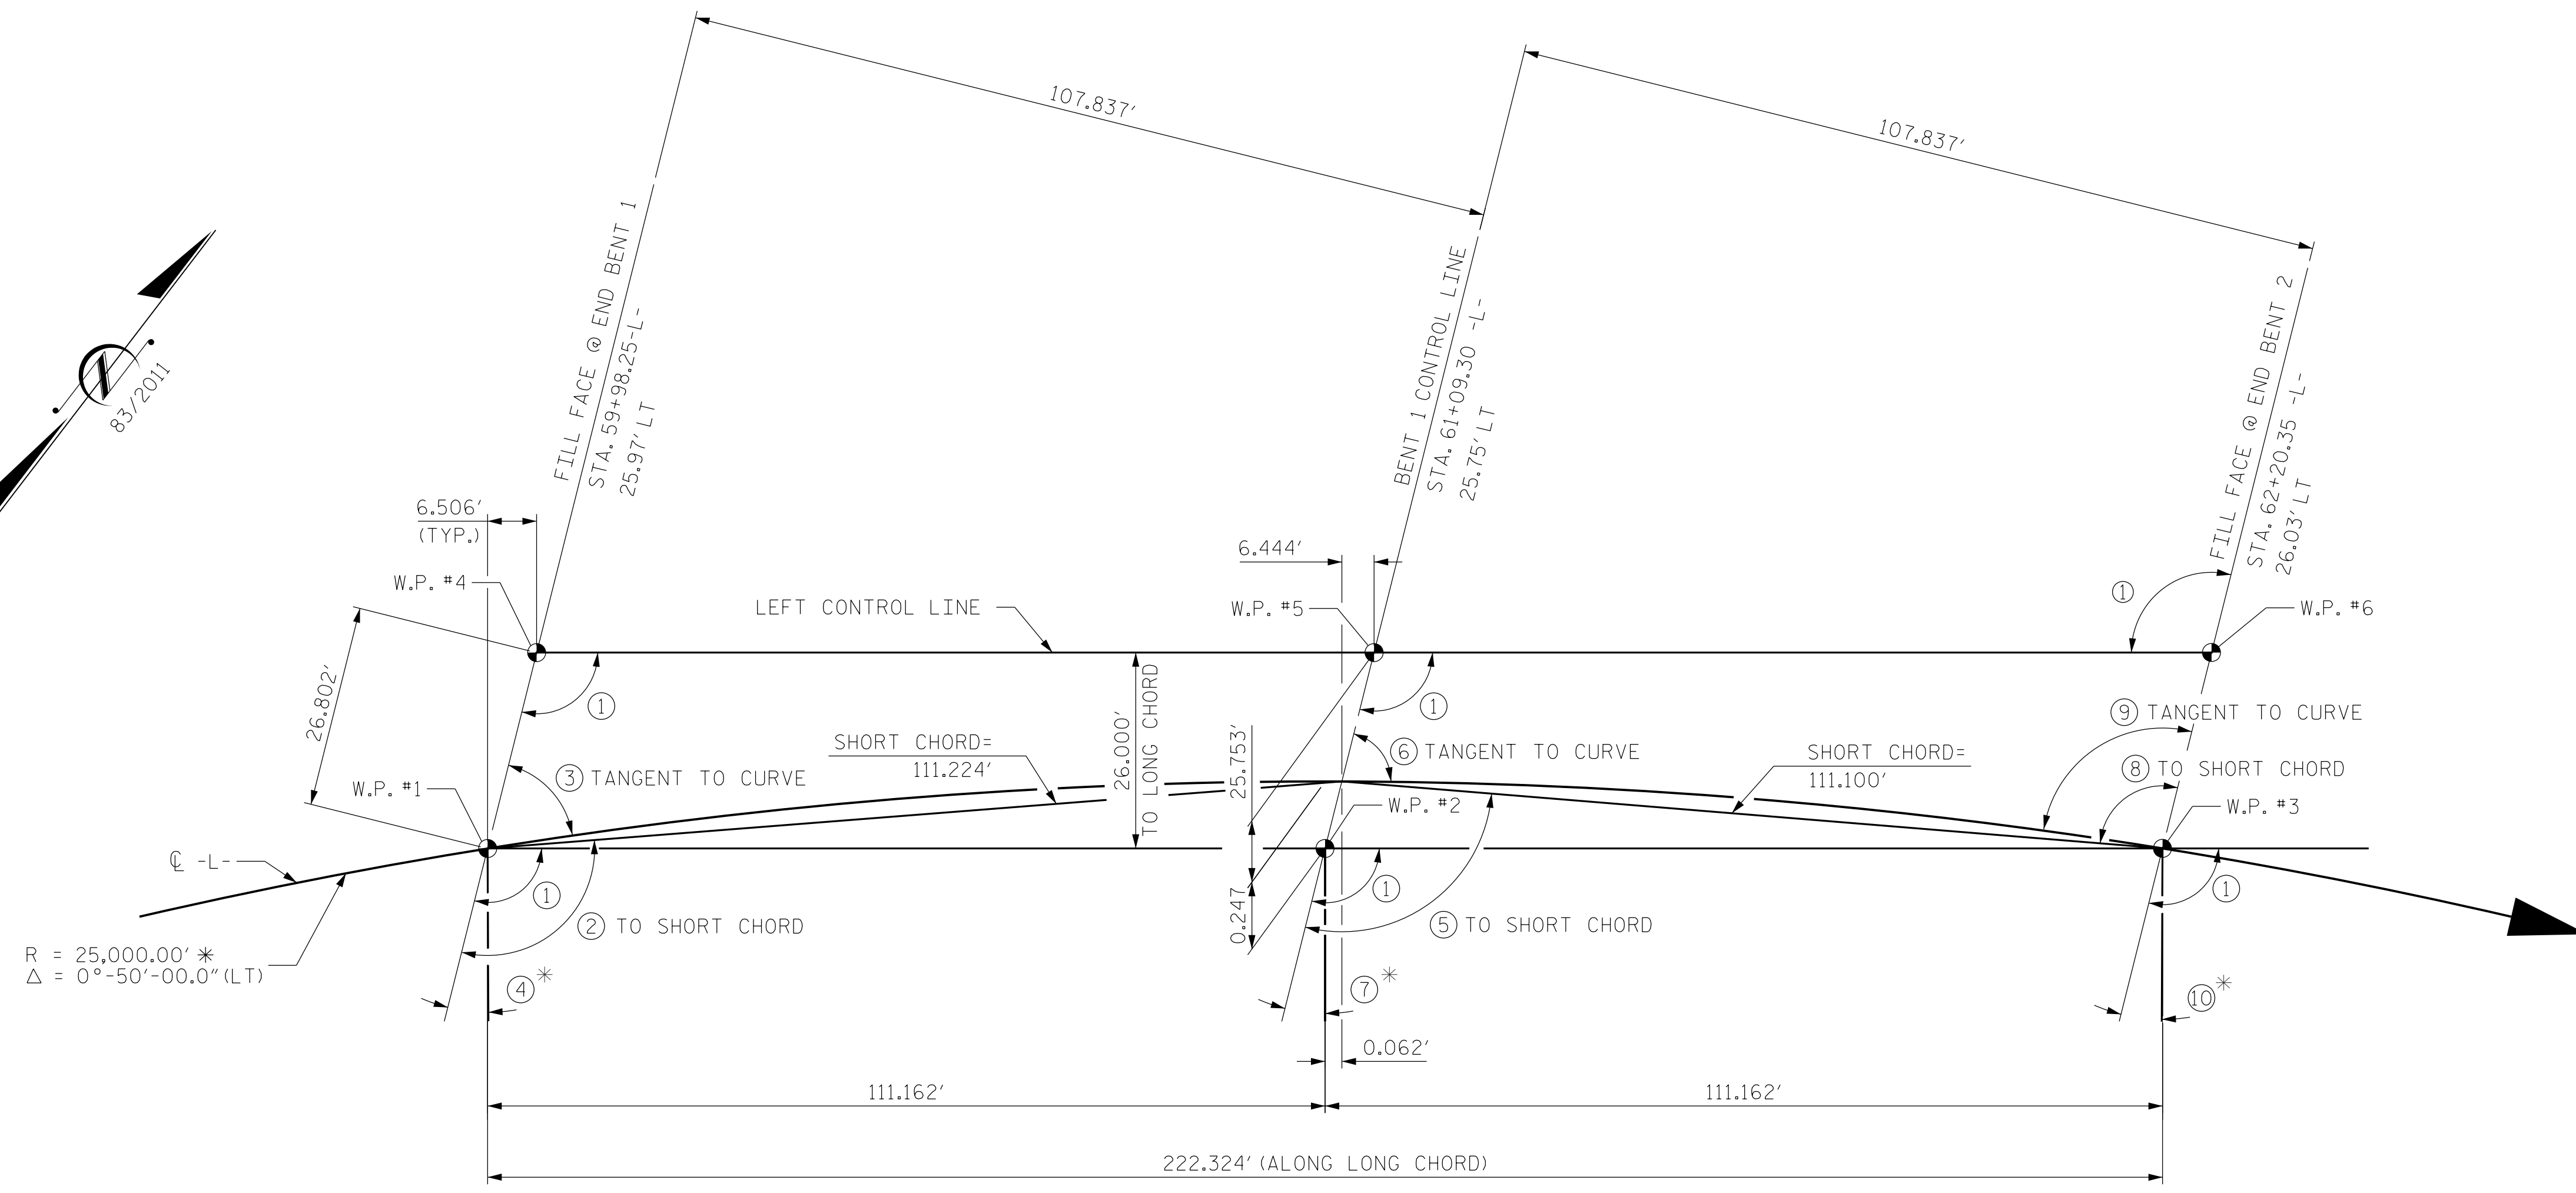 107.837'
107.837'
FILL FACE @ END BENT 1
STA. 59+98.25-L-
25.97' LT
BENT 1 CONTROL LINE
STA. 61+09.30 -L-
25.75' LT
FILL FACE @ END BENT 2
STA. 62+20.35 -L-
26.03' LT
83/2011
6.506'
(TYP.)
6.444'
W.P. #4
LEFT CONTROL LINE
W.P. #5
1
W.P. #6
26.802'
1
1
26.000'
TO LONG CHORD
SHORT CHORD=
111.224'
25.753'
3 TANGENT TO CURVE
6 TANGENT TO CURVE
SHORT CHORD=
111.100'
9 TANGENT TO CURVE
8 TO SHORT CHORD
W.P. #1
W.P. #2
W.P. #3
℄ -L-
1
1
1
2 TO SHORT CHORD
0.247
5 TO SHORT CHORD
R = 25,000.00' *
Δ = 0°-50'-00.0" (LT)
4 *
7 *
10 *
0.062'
111.162'
111.162'
222.324' (ALONG LONG CHORD)